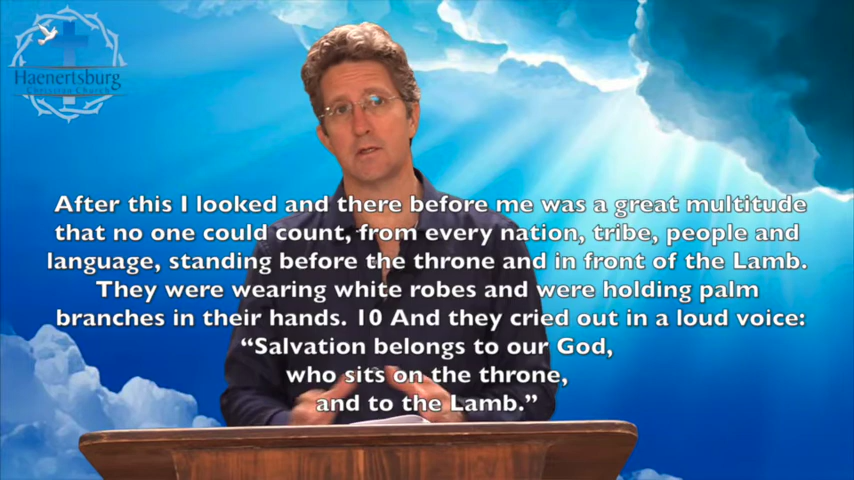 Haenertsburg
Christian Church
After this I looked and there before me was a great multitude
that no one could count, from every nation, tribe, people and
language, standing before the throne and in front of the Lamb.
They were wearing white robes and were holding palm
branches in their hands. 10 And they cried out in a loud voice:
“Salvation belongs to our God,
who sits on the throne,
and to the Lamb.”